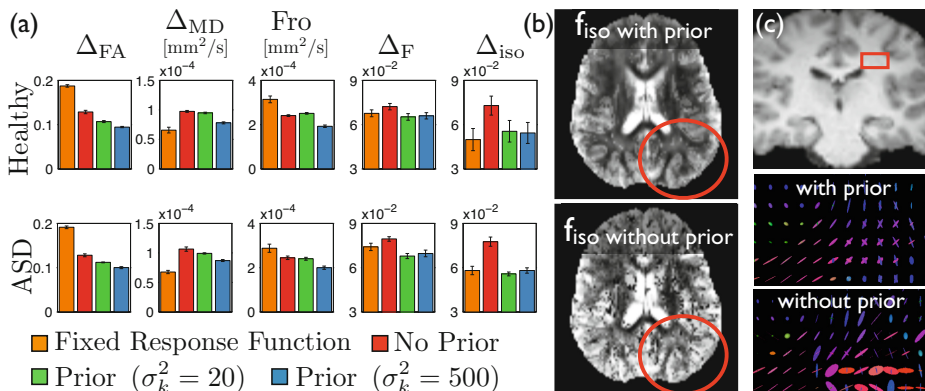 (a)
Δ_FA
Δ_MD
[mm²/s]
Fro
[mm²/s]
Δ_F
Δ_iso
Healthy
0.2
0.1
0
x10⁻⁴
1.5
1
0.5
0
x10⁻⁴
4
2
0
x10⁻²
9
6
3
x10⁻²
9
6
3
ASD
0.2
0.1
0
x10⁻⁴
1.5
1
0.5
0
x10⁻⁴
4
2
0
x10⁻²
9
6
3
x10⁻²
9
6
3
Fixed Response Function
No Prior
Prior (σ²_k = 20)
Prior (σ²_k = 500)
(b)
f_iso with prior
f_iso without prior
(c)
with prior
without prior